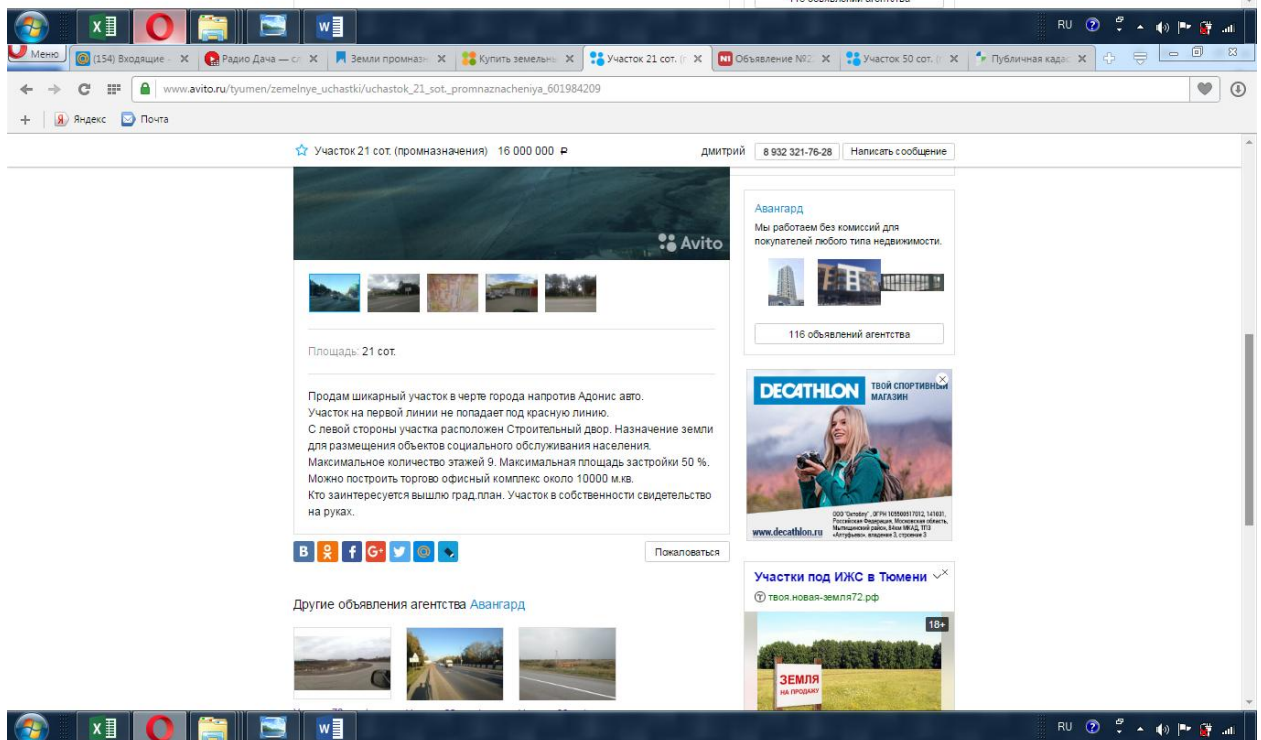 116 объявлений агентства
RU
Меню
(154) Входящие -
Радио Дача — сл
Земли промназн
Купить земельны
Участок 21 сот. (п
Объявление №2
Участок 50 сот. (п
Публичная када
www.avito.ru/tyumen/zemelnye_uchastki/uchastok_21_sot._promnaznacheniya_601984209
Яндекс
Почта
Участок 21 сот. (промназначения) 16 000 000 ₽
дмитрий
8 932 321-76-28
Написать сообщение
Avito
Площадь: 21 сот.
Продам шикарный участок в черте города напротив Адонис авто.
Участок на первой линии не попадает под красную линию.
С левой стороны участка расположен Строительный двор. Назначение земли
для размещения объектов социального обслуживания населения.
Максимальное количество этажей 9. Максимальная площадь застройки 50 %.
Можно построить торгово офисный комплекс около 10000 м.кв.
Кто заинтересуется вышлю град.план. Участок в собственности свидетельство
на руках.
Пожаловаться
Другие объявления агентства Авангард
Авангард
Мы работаем без комиссий для
покупателей любого типа недвижимости.
116 объявлений агентства
DECATHLON
ТВОЙ СПОРТИВНЫЙ
МАГАЗИН
www.decathlon.ru
Участки под ИЖС в Тюмени
твоя.новая-земля72.рф
18+
ЗЕМЛЯ
НА ПРОДАЖУ
RU